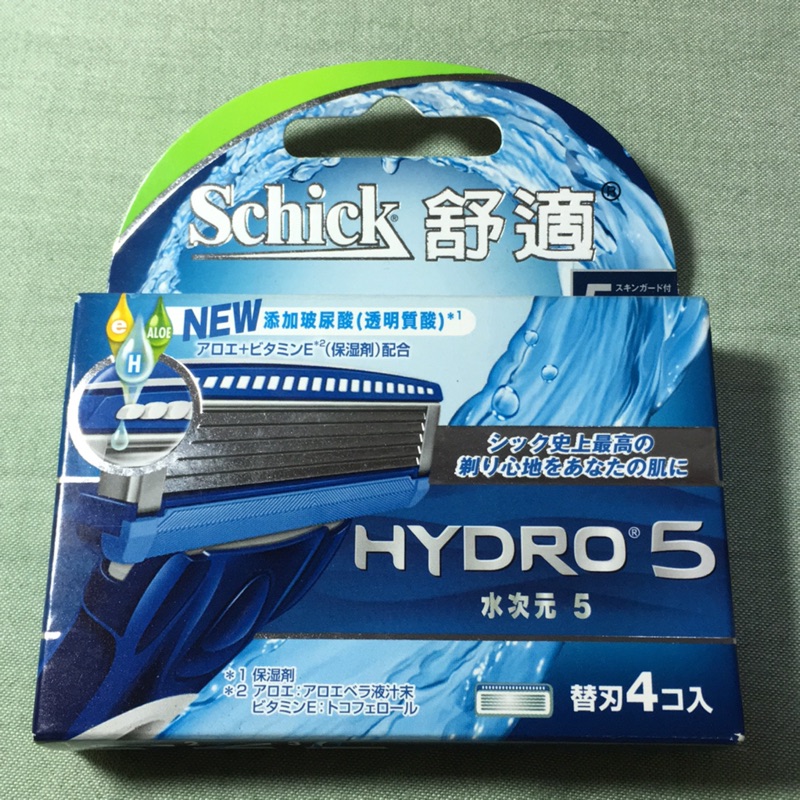 Schick® 舒適®
5 スキンガード付
NEW 添加玻尿酸(透明質酸)*1
アロエ+ビタミンE*2(保湿剤)配合
e
ALOE
H
シック史上最高の
剃り心地をあなたの肌に
HYDRO® 5
水次元 5
*1 保湿剤
*2 アロエ:アロエベラ液汁末
ビタミンE:トコフェロール
替刃4コ入